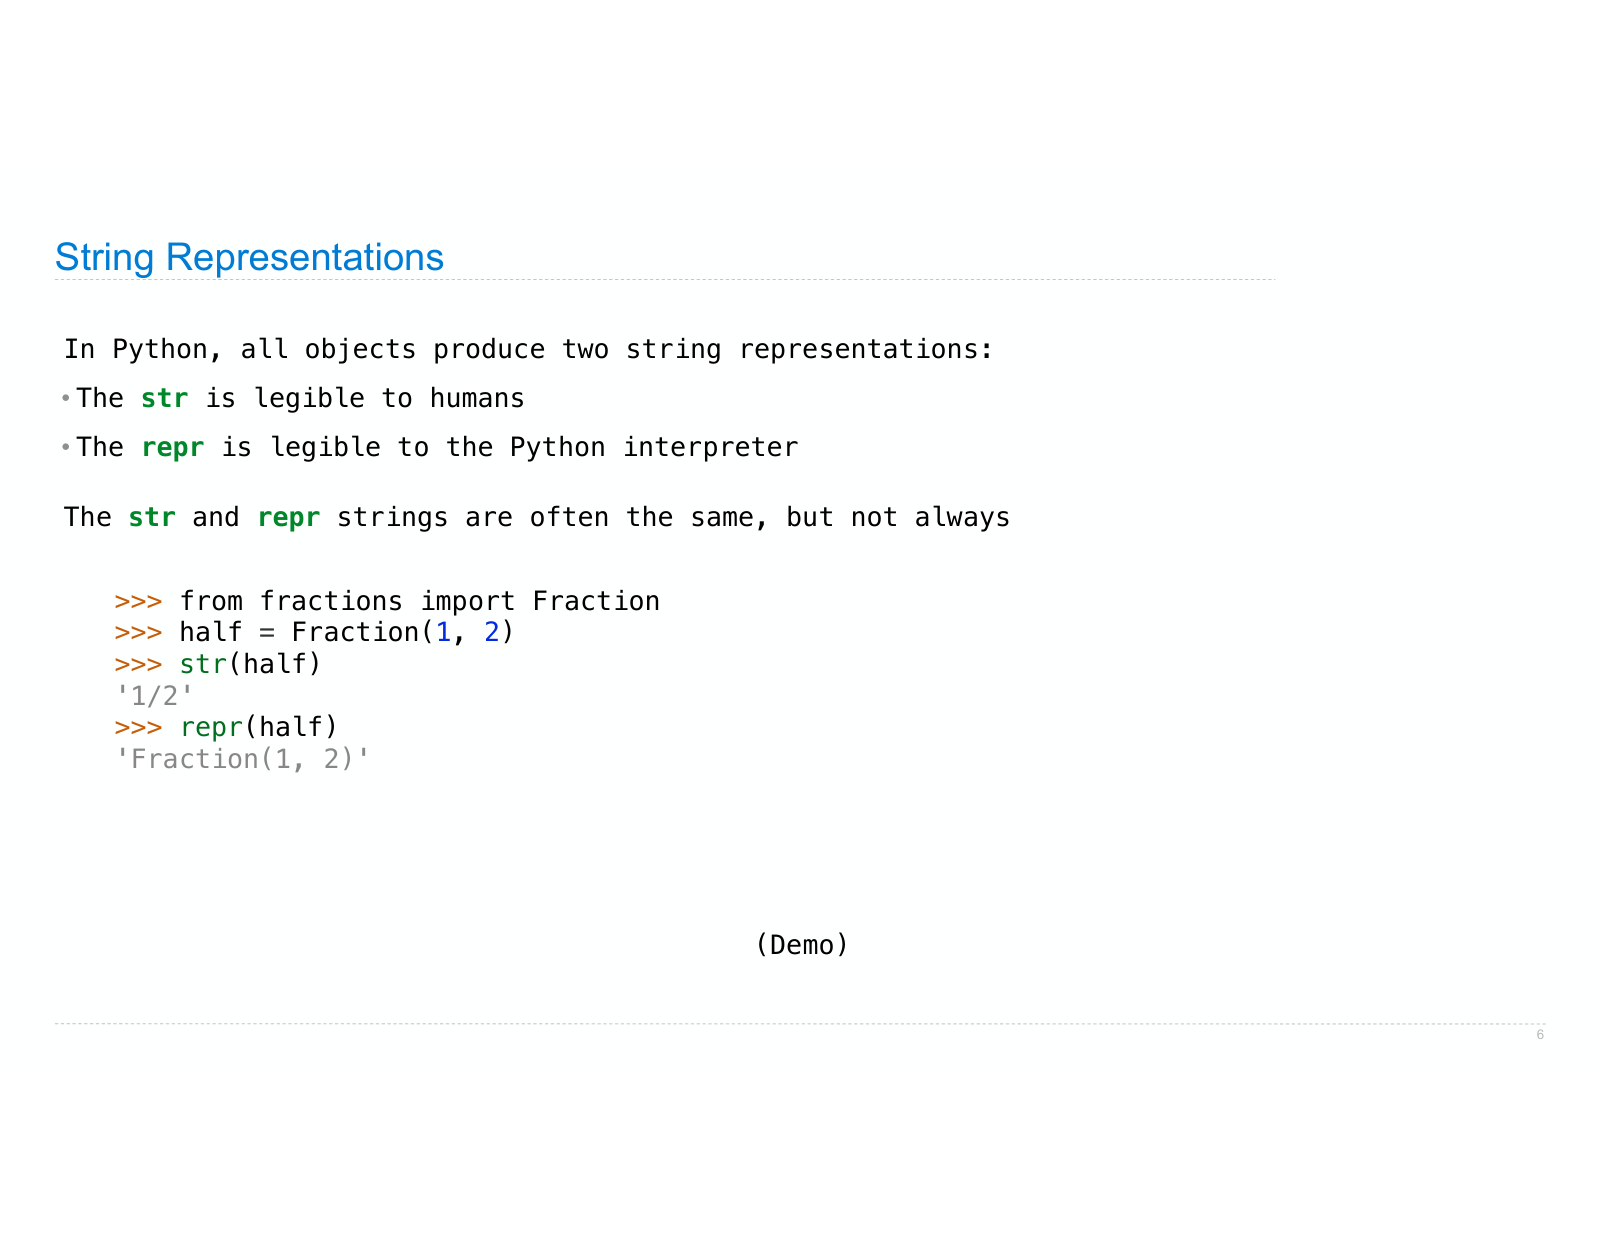 String Representations
In Python, all objects produce two string representations:
•The str is legible to humans
•The repr is legible to the Python interpreter
The str and repr strings are often the same, but not always
>>> from fractions import Fraction
>>> half = Fraction(1, 2)
>>> str(half)
'1/2'
>>> repr(half)
'Fraction(1, 2)'
(Demo)
6